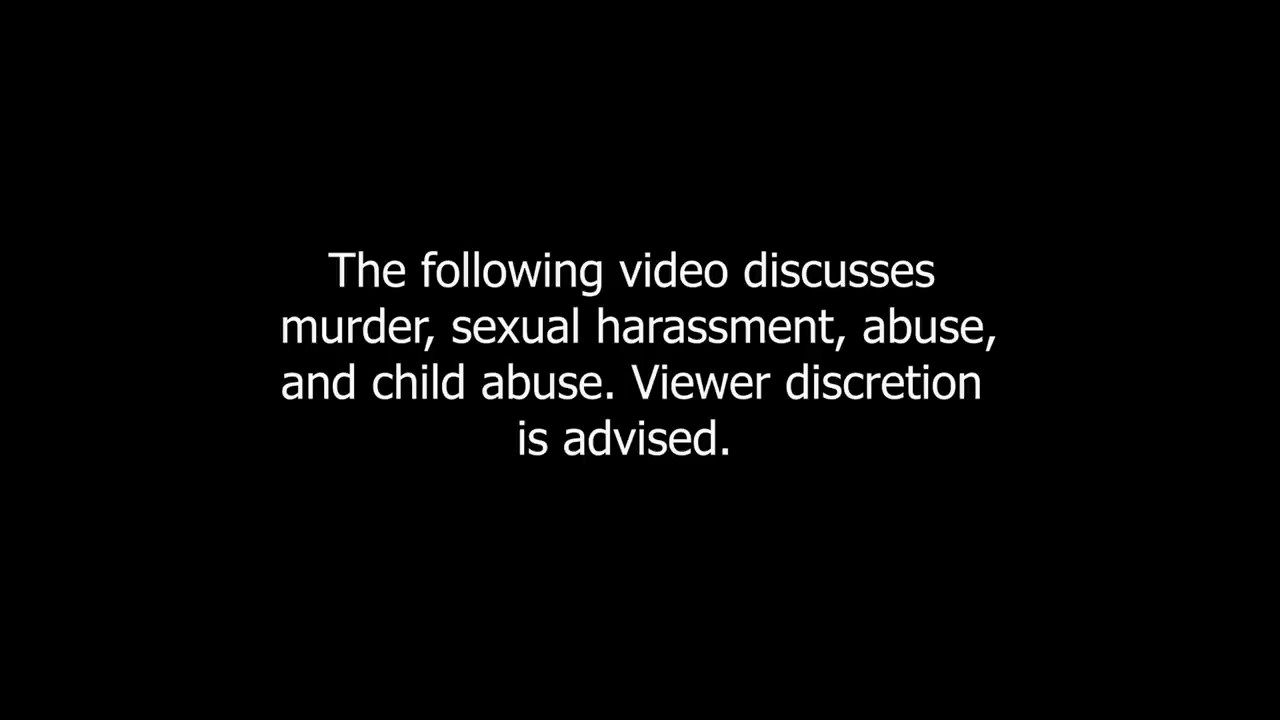 The following video discusses
murder, sexual harassment, abuse,
and child abuse. Viewer discretion
is advised.